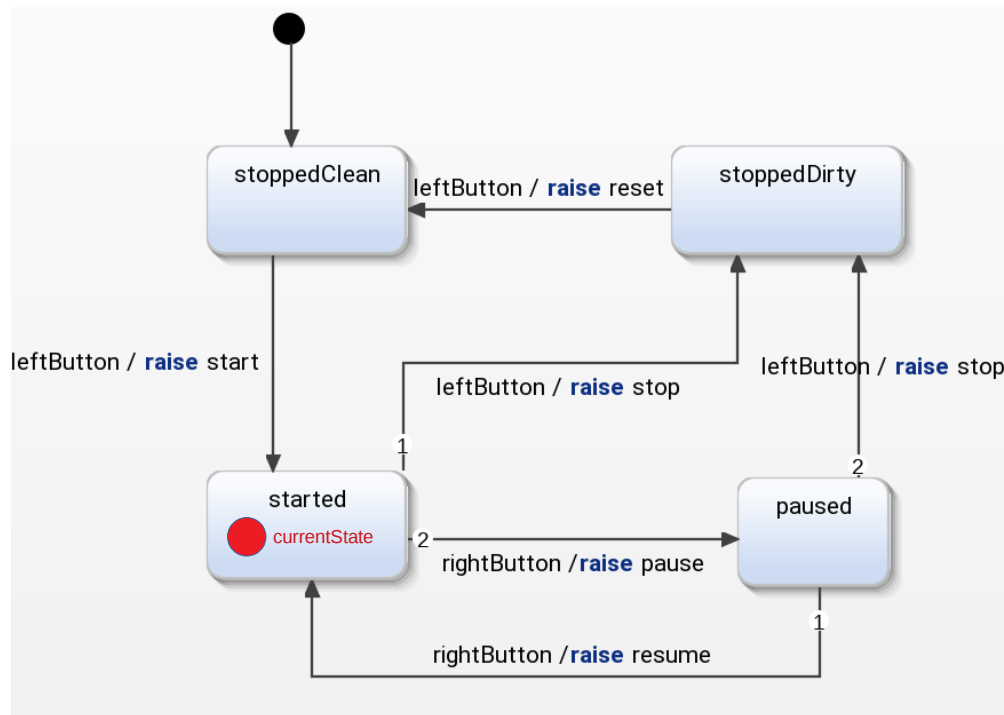 stoppedClean
stoppedDirty
leftButton / raise reset
leftButton / raise start
leftButton / raise stop
leftButton / raise stop
1
2
started
paused
currentState
2
rightButton /raise pause
1
rightButton /raise resume